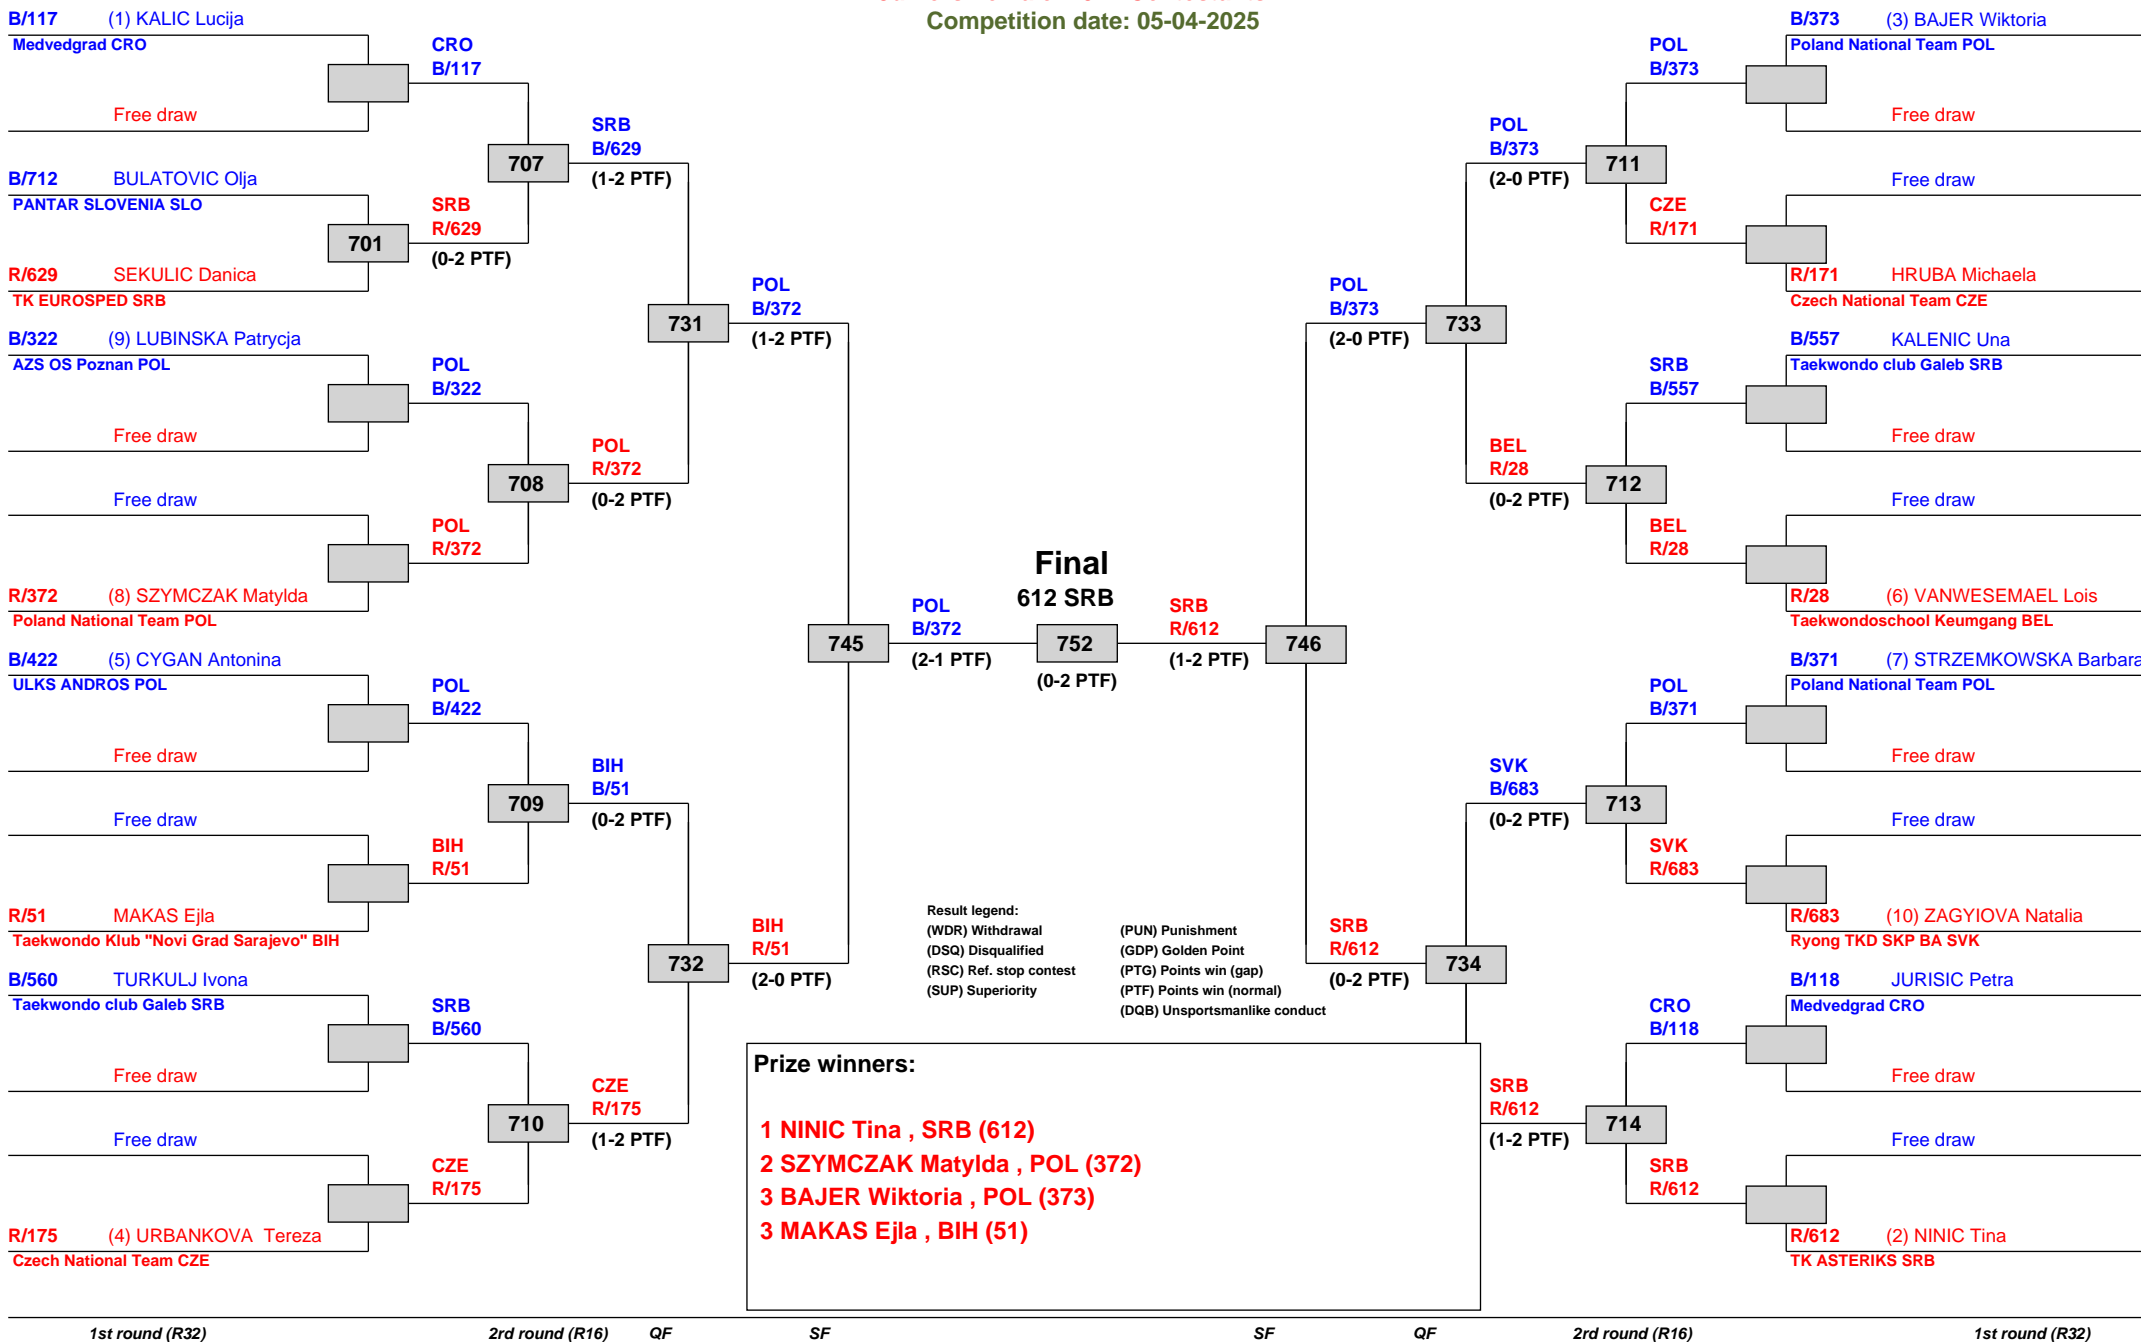 Competition date: 05-04-2025
B/117 (1) KALIC Lucija
Medvedgrad CRO
Free draw
CRO
B/117
B/712 BULATOVIC Olja
PANTAR SLOVENIA SLO
701
R/629 SEKULIC Danica
TK EUROSPED SRB
SRB
R/629
(0-2 PTF)
707
SRB
B/629
(1-2 PTF)
B/322 (9) LUBINSKA Patrycja
AZS OS Poznan POL
Free draw
POL
B/322
Free draw
R/372 (8) SZYMCZAK Matylda
Poland National Team POL
POL
R/372
708
POL
R/372
(0-2 PTF)
731
POL
B/372
(1-2 PTF)
B/422 (5) CYGAN Antonina
ULKS ANDROS POL
Free draw
POL
B/422
Free draw
R/51 MAKAS Ejla
Taekwondo Klub "Novi Grad Sarajevo" BIH
BIH
R/51
709
BIH
B/51
(0-2 PTF)
B/560 TURKULJ Ivona
Taekwondo club Galeb SRB
Free draw
SRB
B/560
Free draw
R/175 (4) URBANKOVA Tereza
Czech National Team CZE
CZE
R/175
710
CZE
R/175
(1-2 PTF)
732
BIH
R/51
(2-0 PTF)
745
POL
B/372
(2-1 PTF)
Final
612 SRB
752
(0-2 PTF)
SRB
R/612
(1-2 PTF)
746
POL
B/373
(2-0 PTF)
733
POL
B/373
(2-0 PTF)
711
POL
B/373
B/373 (3) BAJER Wiktoria
Poland National Team POL
Free draw
Free draw
CZE
R/171
R/171 HRUBA Michaela
Czech National Team CZE
BEL
R/28
(0-2 PTF)
712
SRB
B/557
B/557 KALENIC Una
Taekwondo club Galeb SRB
Free draw
Free draw
BEL
R/28
R/28 (6) VANWESEMAEL Lois
Taekwondoschool Keumgang BEL
SRB
R/612
(0-2 PTF)
734
SVK
B/683
(0-2 PTF)
713
POL
B/371
B/371 (7) STRZEMKOWSKA Barbara
Poland National Team POL
Free draw
Free draw
SVK
R/683
R/683 (10) ZAGYIOVA Natalia
Ryong TKD SKP BA SVK
SRB
R/612
(1-2 PTF)
714
CRO
B/118
B/118 JURISIC Petra
Medvedgrad CRO
Free draw
Free draw
SRB
R/612
R/612 (2) NINIC Tina
TK ASTERIKS SRB
Result legend:
(WDR) Withdrawal (PUN) Punishment
(DSQ) Disqualified (GDP) Golden Point
(RSC) Ref. stop contest (PTG) Points win (gap)
(SUP) Superiority (PTF) Points win (normal)
(DQB) Unsportsmanlike conduct
Prize winners:
1 NINIC Tina , SRB (612)
2 SZYMCZAK Matylda , POL (372)
3 BAJER Wiktoria , POL (373)
3 MAKAS Ejla , BIH (51)
1st round (R32) 2rd round (R16) QF SF SF QF 2rd round (R16) 1st round (R32)